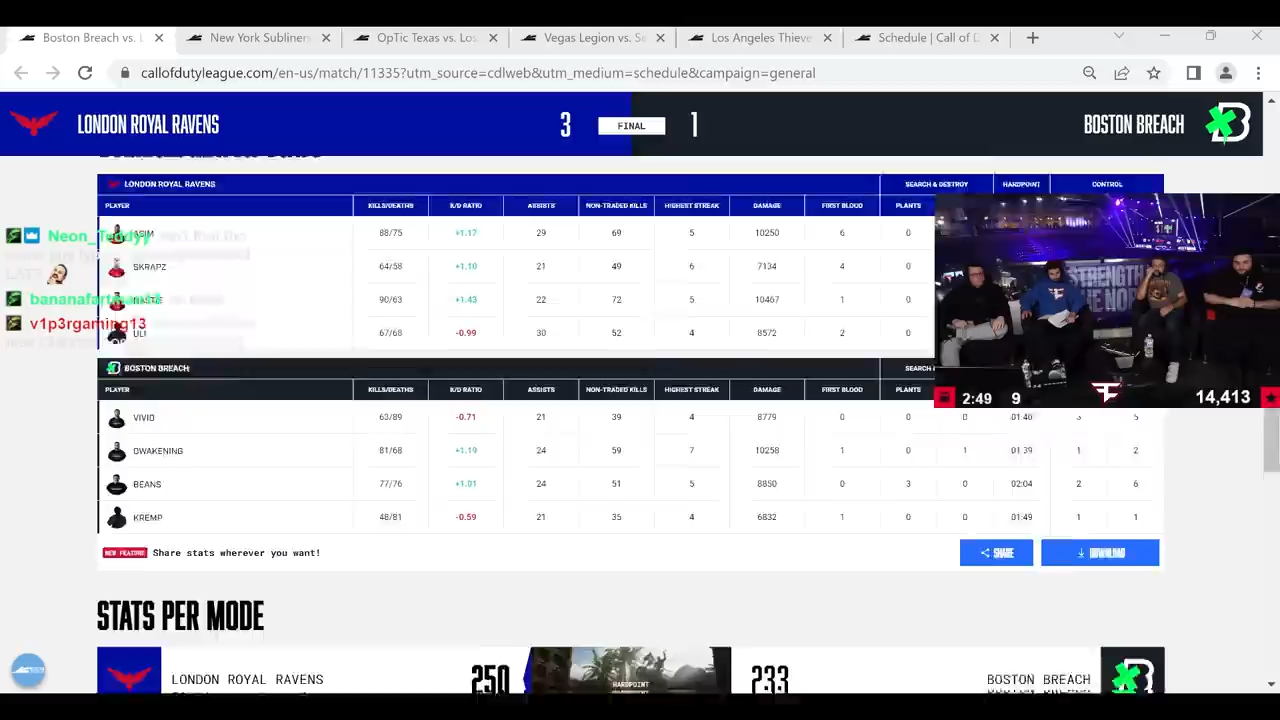 Boston Breach vs. L
New York Subliners
OpTic Texas vs. Los
Vegas Legion vs. Se
Los Angeles Thieve
Schedule | Call of D
callofdutyleague.com/en-us/match/11335?utm_source=cdlweb&utm_medium=schedule&campaign=general
LONDON ROYAL RAVENS
3
FINAL
1
BOSTON BREACH
LONDON ROYAL RAVENS
SEARCH & DESTROY
HARDPOINT
CONTROL
PLAYER KILLS/DEATHS K/D RATIO ASSISTS NON-TRADED KILLS HIGHEST STREAK DAMAGE FIRST BLOOD PLANTS
88/75 +1.17 29 69 5 10250 6 0
SKRAPZ 64/58 +1.10 21 49 6 7134 4 0
90/63 +1.43 22 72 5 10467 1 0
ULI 67/68 -0.99 30 52 4 8572 2 0
Neon_Teddyy
bananafartman11
v1p3rgaming13
BOSTON BREACH
PLAYER KILLS/DEATHS K/D RATIO ASSISTS NON-TRADED KILLS HIGHEST STREAK DAMAGE FIRST BLOOD PLANTS
VIVID 63/89 -0.71 21 39 4 8779 0 0 0 01:46 3 5
OWAKENING 81/68 +1.19 24 59 7 10258 1 0 1 01:39 1 2
BEANS 77/76 +1.01 24 51 5 8850 0 3 0 02:04 2 6
KREMP 48/81 -0.59 21 35 4 6832 1 0 0 01:49 1 1
STRENGTH
2:49 9
14,413
NEW FEATURE Share stats wherever you want!
SHARE
DOWNLOAD
STATS PER MODE
LONDON ROYAL RAVENS
250
HARDPOINT
233
BOSTON BREACH